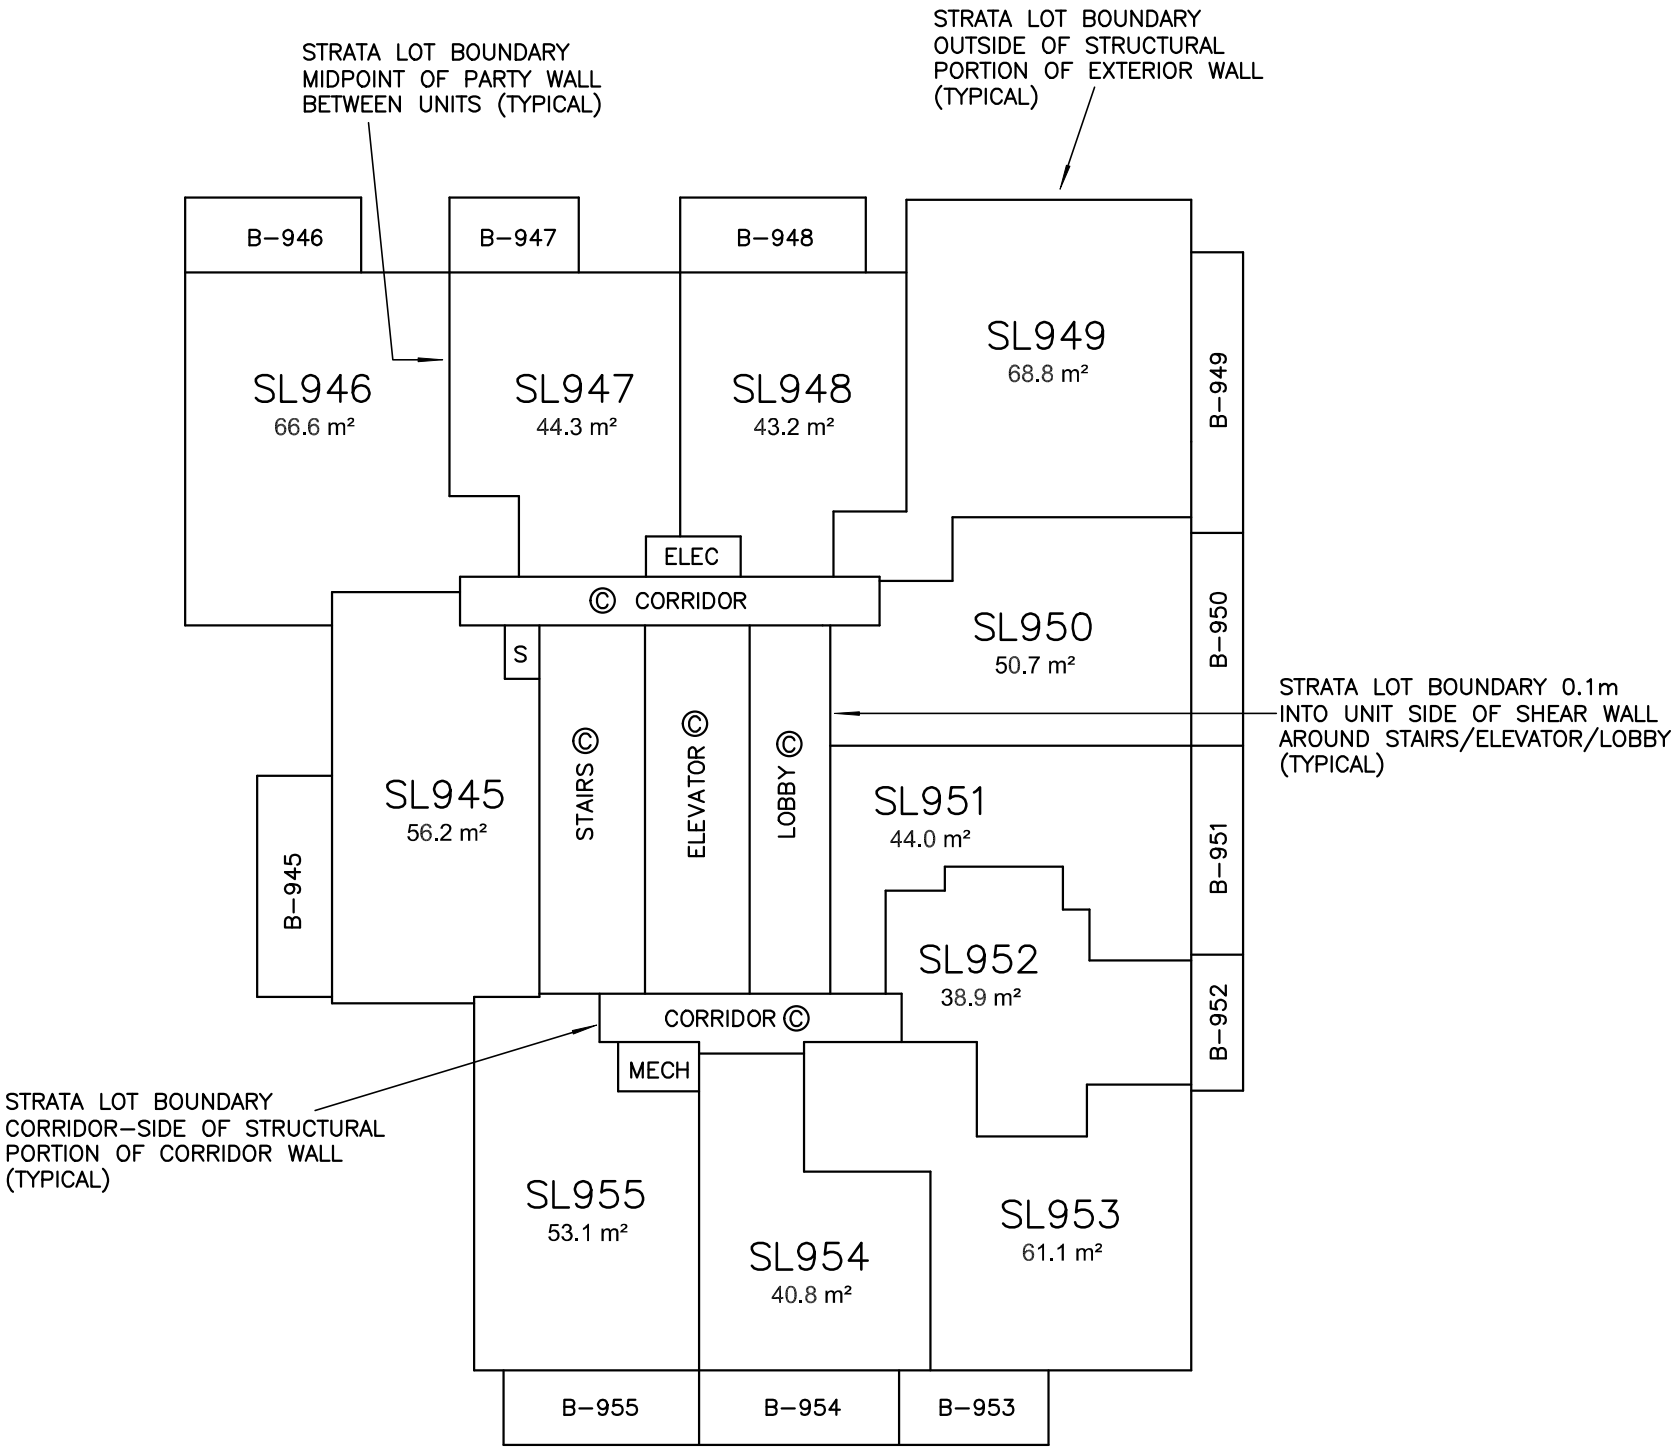 STRATA LOT BOUNDARY
OUTSIDE OF STRUCTURAL
PORTION OF EXTERIOR WALL
(TYPICAL)
STRATA LOT BOUNDARY
MIDPOINT OF PARTY WALL
BETWEEN UNITS (TYPICAL)
B-946
B-947
B-948
SL949
68.8 m²
B-949
SL946
66.6 m²
SL947
44.3 m²
SL948
43.2 m²
ELEC
© CORRIDOR
SL950
50.7 m²
B-950
S
STRATA LOT BOUNDARY 0.1m
INTO UNIT SIDE OF SHEAR WALL
AROUND STAIRS/ELEVATOR/LOBBY
(TYPICAL)
SL945
56.2 m²
B-945
STAIRS ©
ELEVATOR ©
LOBBY ©
SL951
44.0 m²
B-951
SL952
38.9 m²
B-952
CORRIDOR ©
MECH
STRATA LOT BOUNDARY
CORRIDOR-SIDE OF STRUCTURAL
PORTION OF CORRIDOR WALL
(TYPICAL)
SL955
53.1 m²
SL954
40.8 m²
SL953
61.1 m²
B-955
B-954
B-953